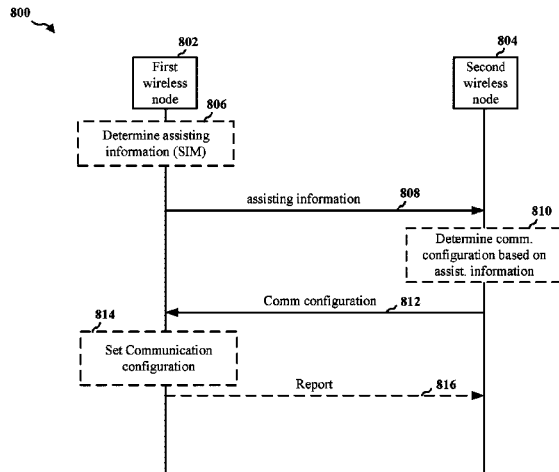 800
802
804
First
wireless
node
Second
wireless
node
806
Determine assisting
information (SIM)
assisting information
808
810
Determine comm.
configuration based on
assist. information
Comm configuration
812
814
Set Communication
configuration
Report
816